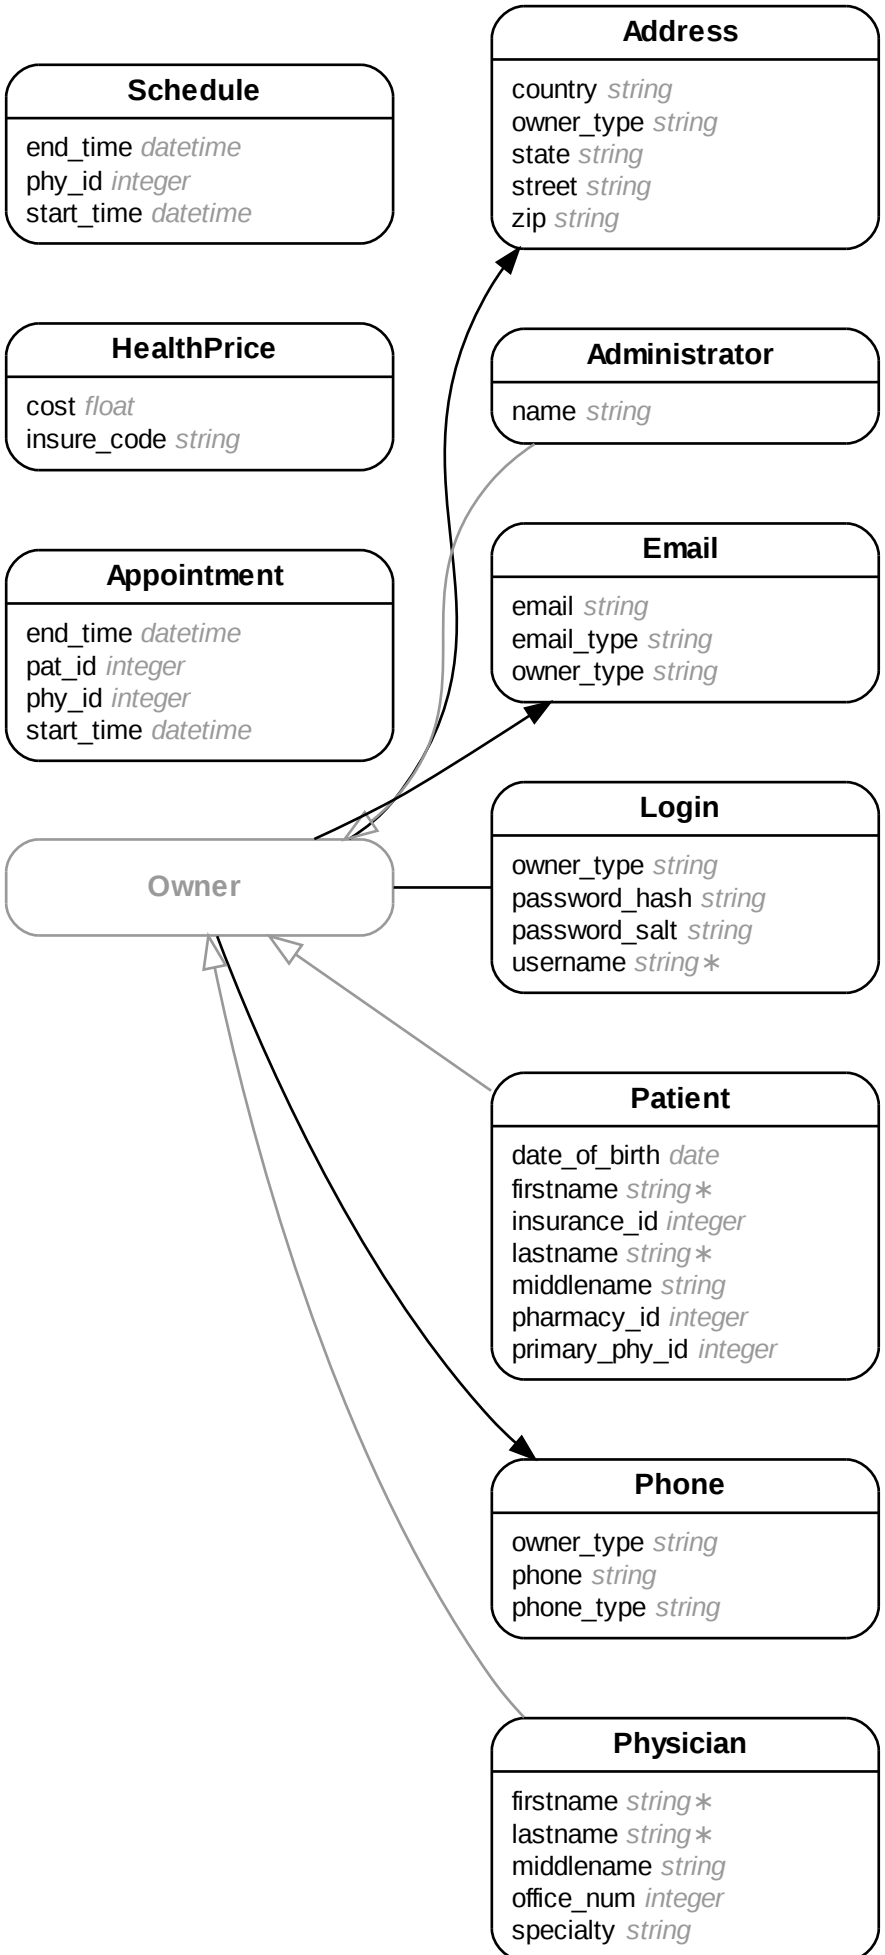 Schedule
end_time datetime
phy_id integer
start_time datetime
HealthPrice
cost float
insure_code string
Appointment
end_time datetime
pat_id integer
phy_id integer
start_time datetime
Owner
Address
country string
owner_type string
state string
street string
zip string
Administrator
name string
Email
email string
email_type string
owner_type string
Login
owner_type string
password_hash string
password_salt string
username string∗
Patient
date_of_birth date
firstname string∗
insurance_id integer
lastname string∗
middlename string
pharmacy_id integer
primary_phy_id integer
Phone
owner_type string
phone string
phone_type string
Physician
firstname string∗
lastname string∗
middlename string
office_num integer
specialty string